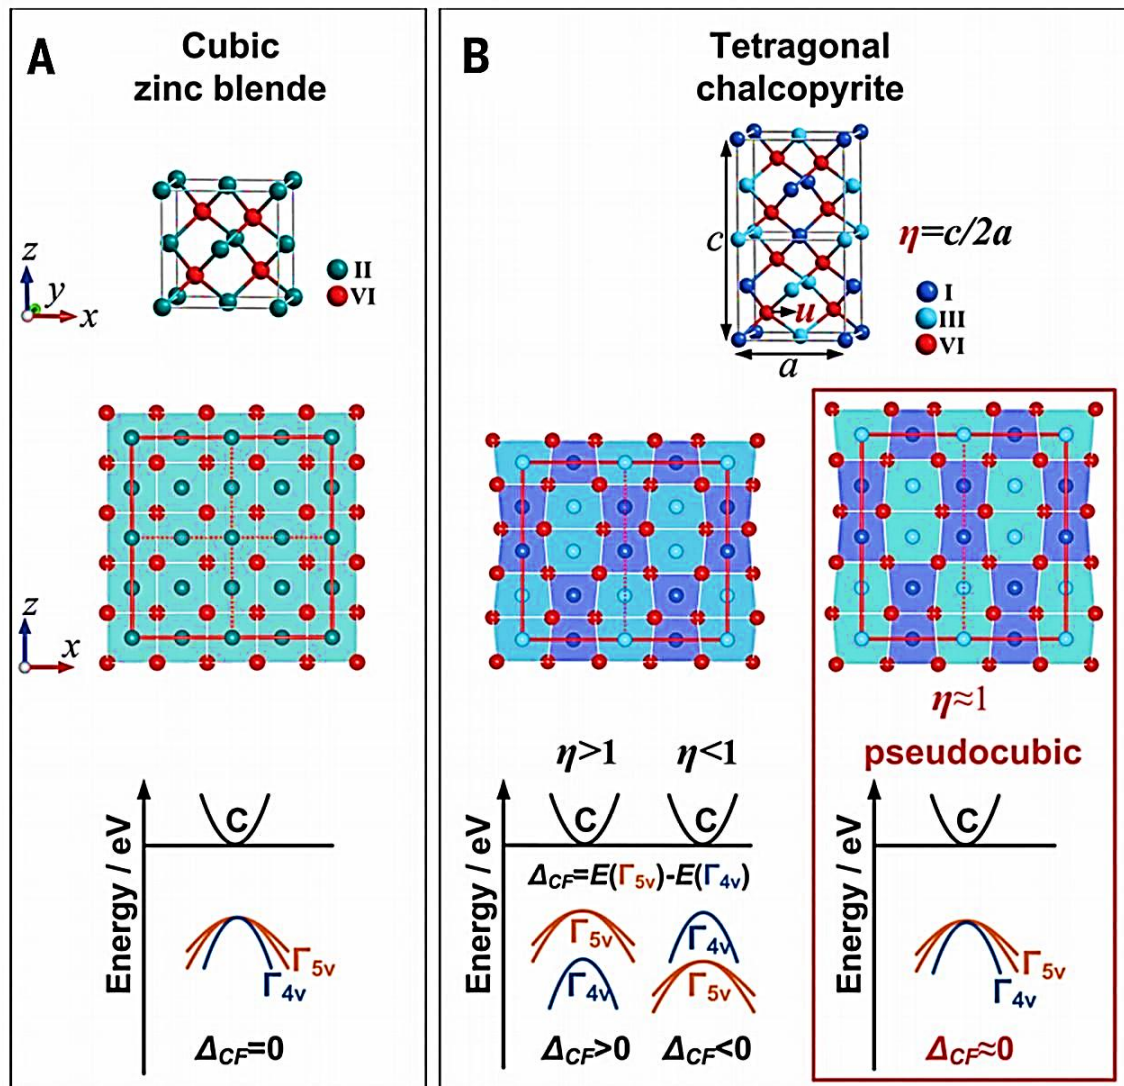 A
Cubic
zinc blende
z
y
x
II
VI
z
x
Energy / eV
C
Γ5v
Γ4v
ΔCF=0
B
Tetragonal
chalcopyrite
c
a
u
η=c/2a
I
III
VI
η>1
η<1
Energy / eV
C
C
ΔCF=E(Γ5v)-E(Γ4v)
Γ5v
Γ4v
Γ4v
Γ5v
ΔCF>0
ΔCF<0
η≈1
pseudocubic
Energy / eV
C
Γ5v
Γ4v
ΔCF≈0